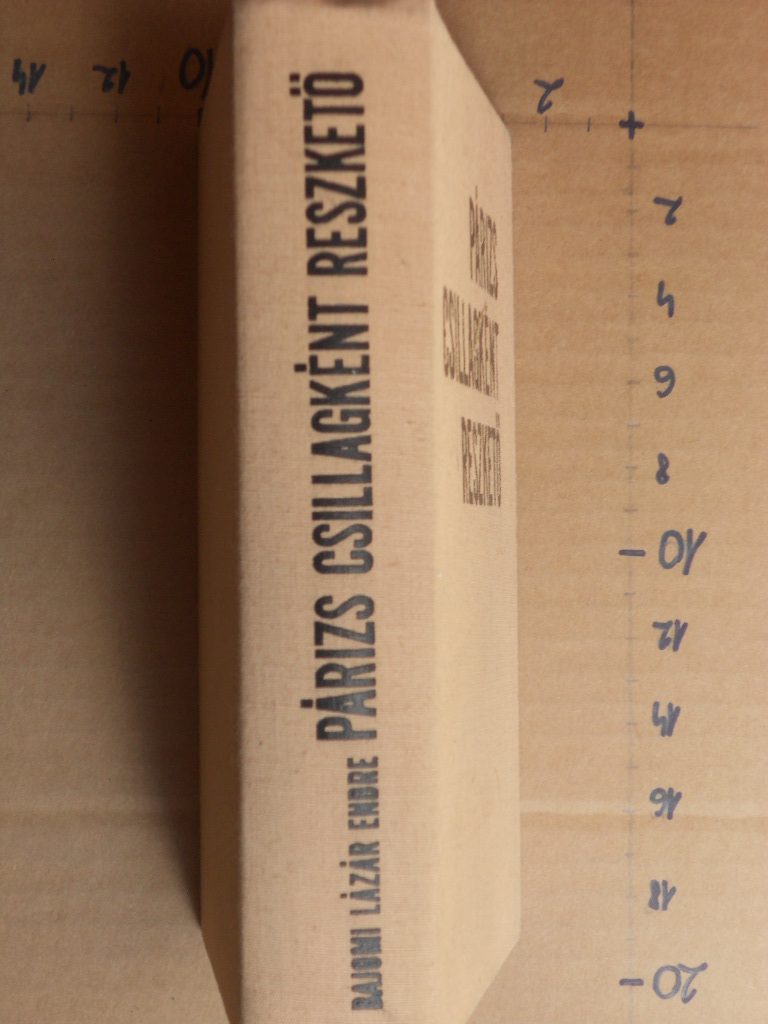 BAJOMI LÁZÁR ENDRE PÁRIZS CSILLAGKÉNT RESZKETŐ
PÁRIZS
CSILLAGKÉNT
RESZKETŐ
14 12 10 2
2
4
6
8
10
12
14
16
18
20